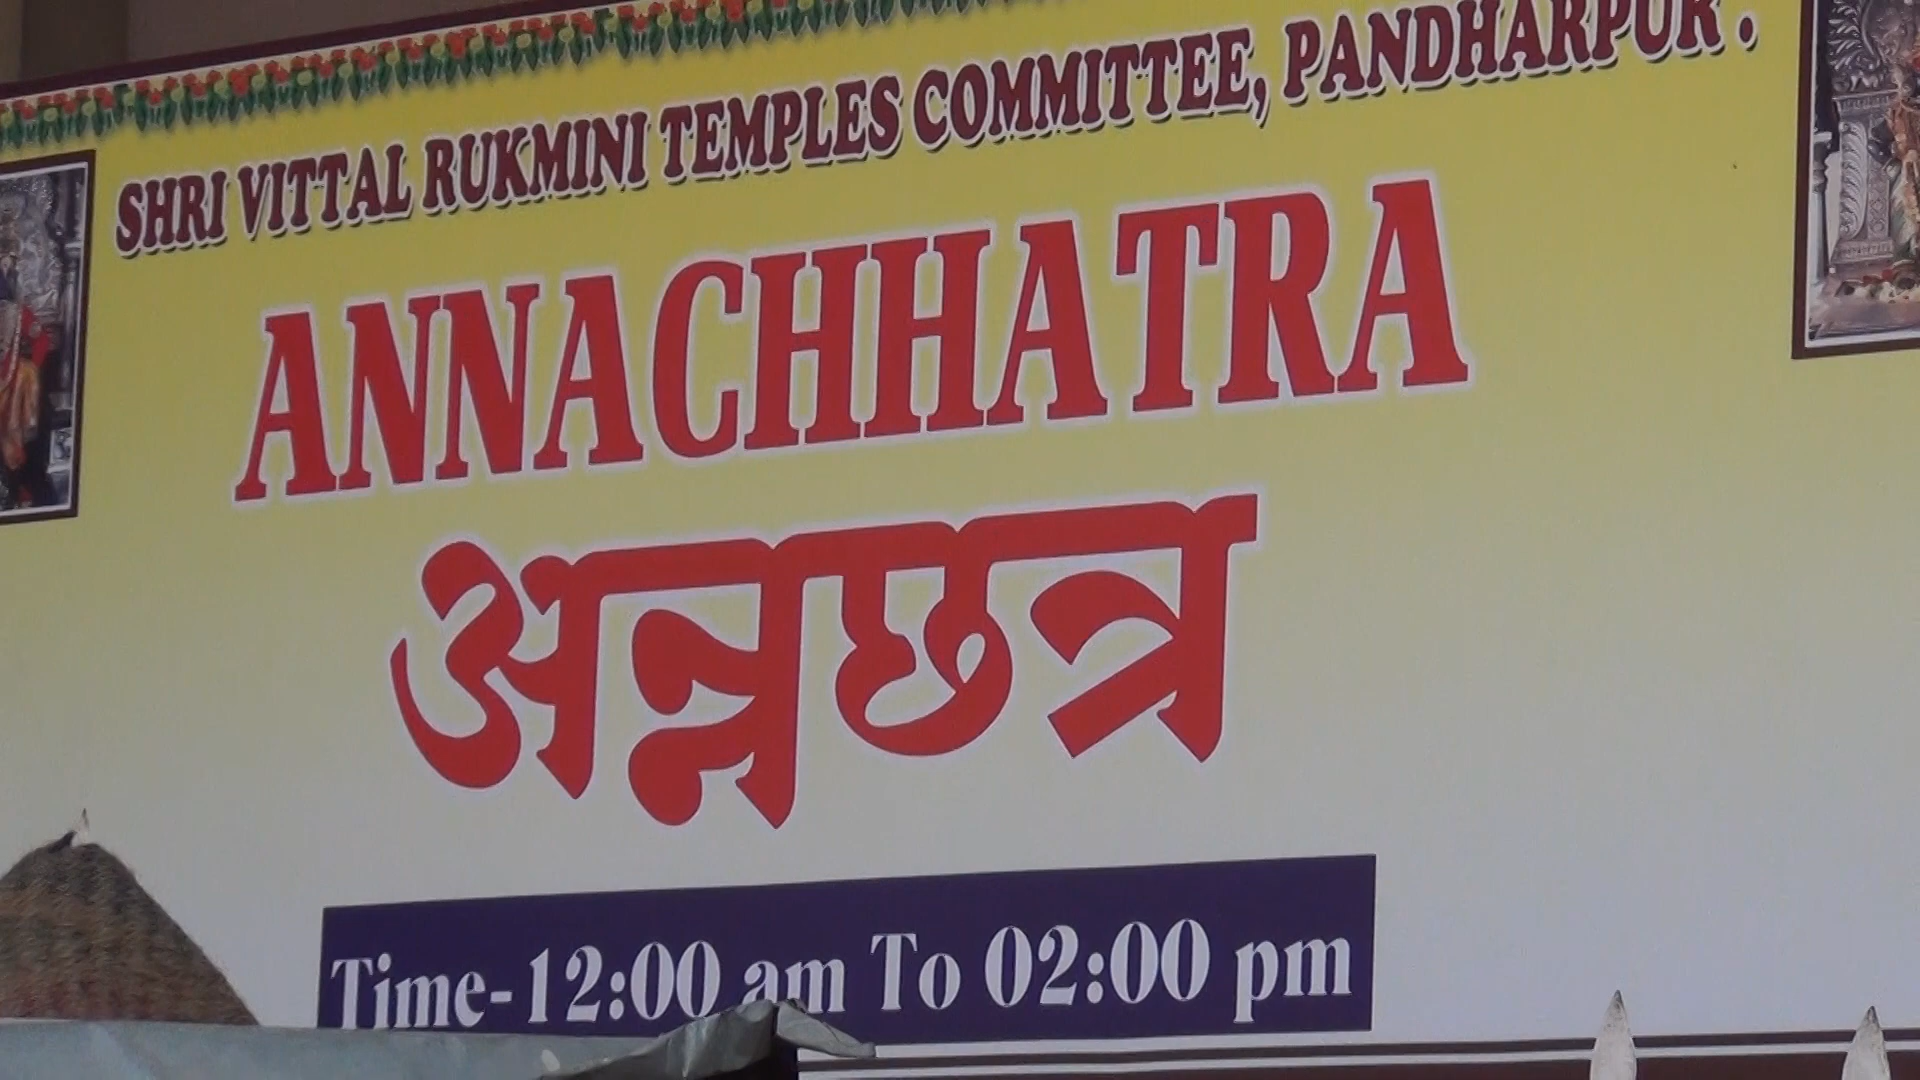 SHRI VITTAL RUKMINI TEMPLES COMMITTEE, PANDHARPUR.
ANNACHHATRA
अन्नछत्र
Time-12:00 am To 02:00 pm